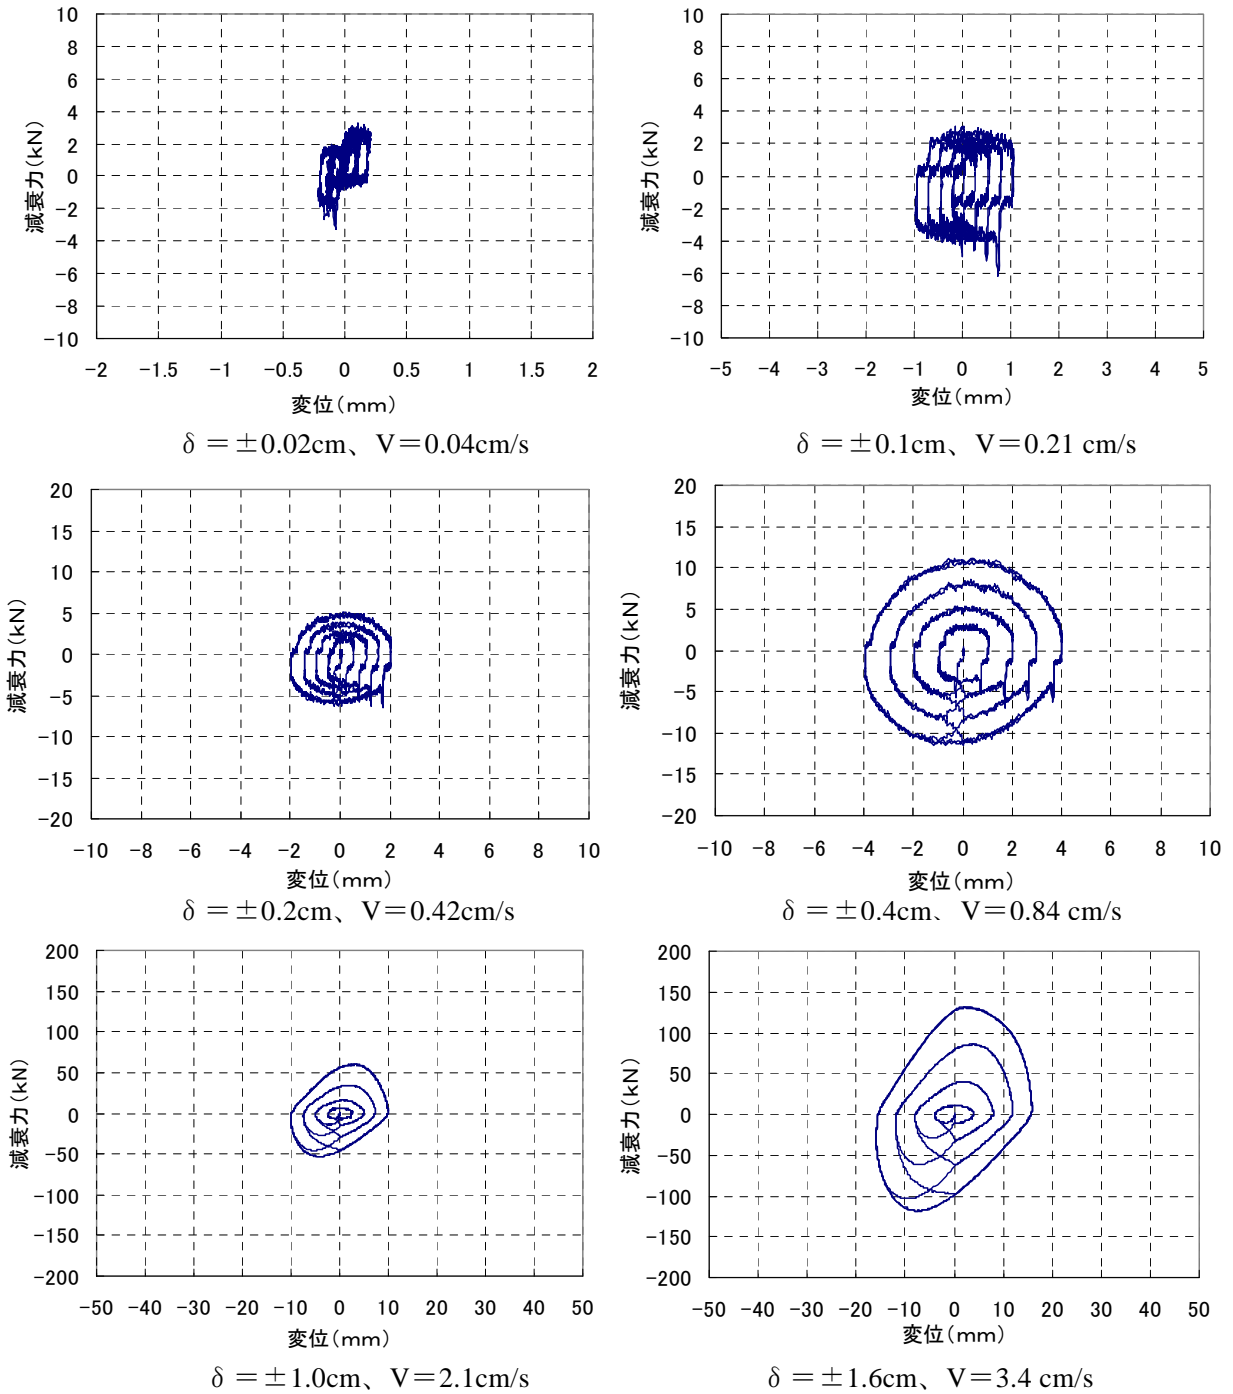 10
8
6
4
2
0
−2
−4
−6
−8
−10
減衰力(kN)
−2 −1.5 −1 −0.5 0 0.5 1 1.5 2
変位(mm)
δ =±0.02cm、V=0.04cm/s
10
8
6
4
2
0
−2
−4
−6
−8
−10
減衰力(kN)
−5 −4 −3 −2 −1 0 1 2 3 4 5
変位(mm)
δ =±0.1cm、V=0.21 cm/s
20
15
10
5
0
−5
−10
−15
−20
減衰力(kN)
−10 −8 −6 −4 −2 0 2 4 6 8 10
変位(mm)
δ =±0.2cm、V=0.42cm/s
20
15
10
5
0
−5
−10
−15
−20
減衰力(kN)
−10 −8 −6 −4 −2 0 2 4 6 8 10
変位(mm)
δ =±0.4cm、V=0.84 cm/s
200
150
100
50
0
−50
−100
−150
−200
減衰力(kN)
−50 −40 −30 −20 −10 0 10 20 30 40 50
変位(mm)
δ =±1.0cm、V=2.1cm/s
200
150
100
50
0
−50
−100
−150
−200
減衰力(kN)
−50 −40 −30 −20 −10 0 10 20 30 40 50
変位(mm)
δ =±1.6cm、V=3.4 cm/s